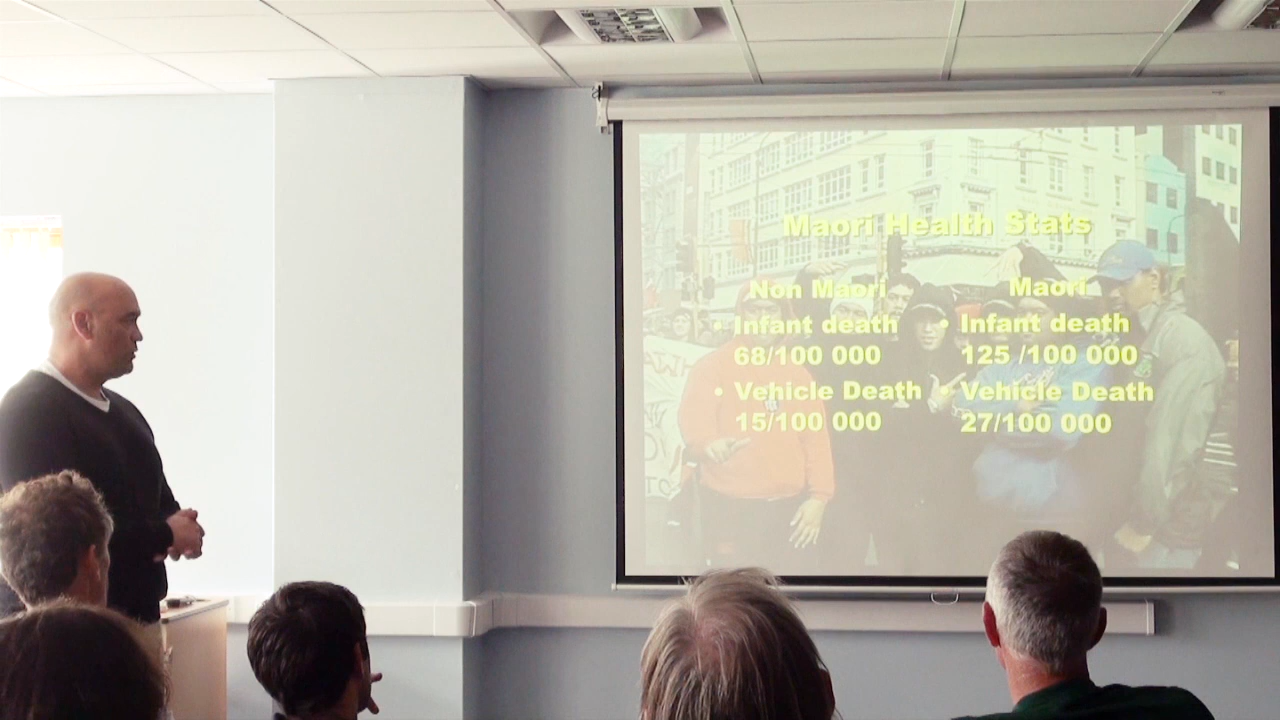 Maori Health Stats
Non Maori
• Infant death
68/100 000
• Vehicle Death
15/100 000
Maori
• Infant death
125 /100 000
• Vehicle Death
27/100 000